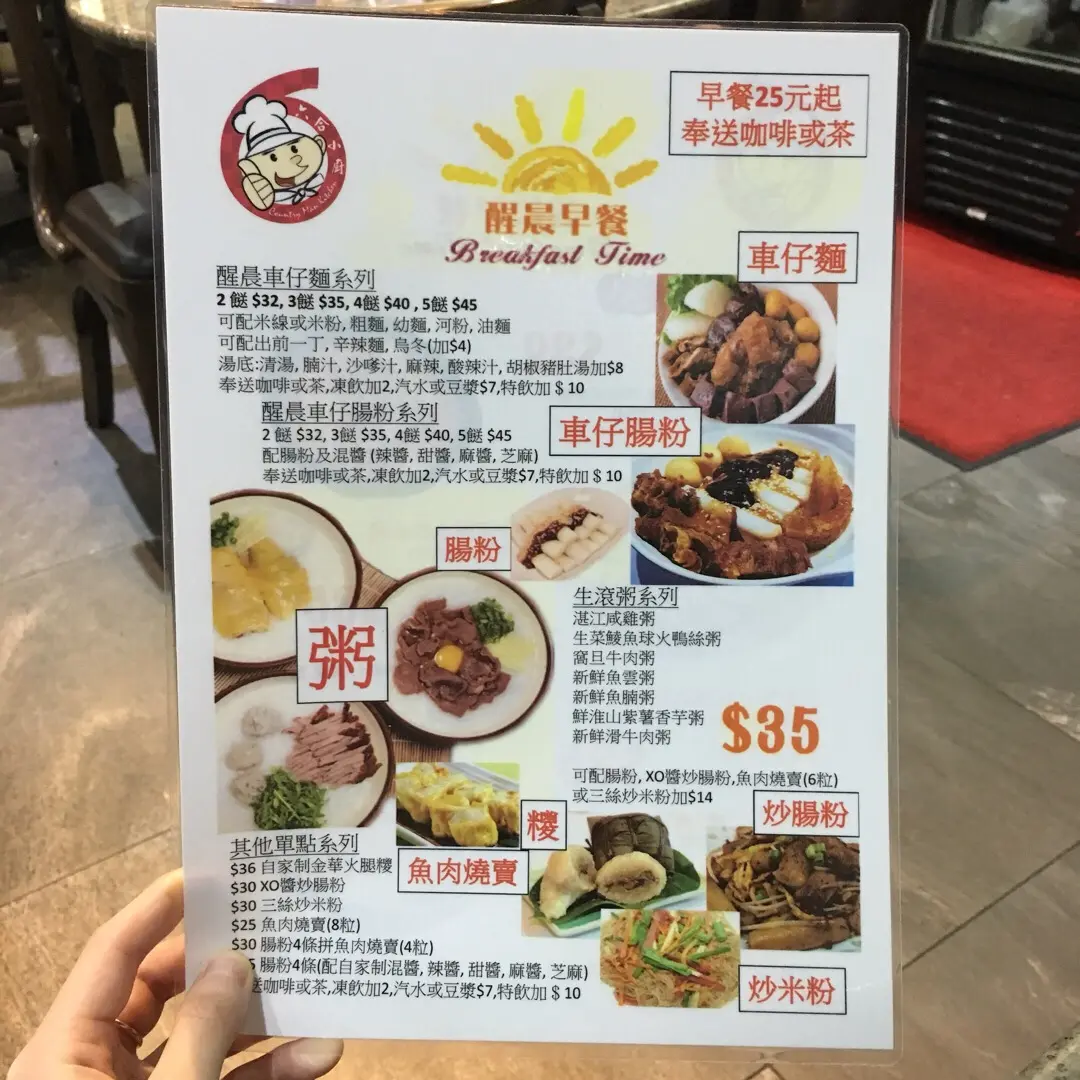 六阿小廚
Country Man Kitchen
早餐25元起
奉送咖啡或茶
醒晨早餐
Breakfast Time
車仔麵
醒晨車仔麵系列
2 餸 $32, 3餸 $35, 4餸 $40 , 5餸 $45
可配米線或米粉, 粗麵, 幼麵, 河粉, 油麵
可配出前一丁, 辛辣麵, 烏冬(加$4)
湯底:清湯, 腩汁, 沙嗲汁, 麻辣, 酸辣汁, 胡椒豬肚湯加$8
奉送咖啡或茶,凍飲加2,汽水或豆漿$7,特飲加 $ 10
醒晨車仔腸粉系列
2 餸 $32, 3餸 $35, 4餸 $40, 5餸 $45
配腸粉及混醬 (辣醬, 甜醬, 麻醬, 芝麻)
奉送咖啡或茶,凍飲加2,汽水或豆漿$7,特飲加 $ 10
車仔腸粉
腸粉
粥
生滾粥系列
湛江咸雞粥
生菜鯪魚球火鴨絲粥
窩旦牛肉粥
新鮮魚雲粥
新鮮魚腩粥
鮮淮山紫薯香芋粥
新鮮滑牛肉粥
$35
可配腸粉, XO醬炒腸粉,魚肉燒賣(6粒)
或三絲炒米粉加$14
炒腸粉
糭
魚肉燒賣
炒米粉
其他單點系列
$36 自家制金華火腿糭
$30 XO醬炒腸粉
$30 三絲炒米粉
$25 魚肉燒賣(8粒)
$30 腸粉4條拼魚肉燒賣(4粒)
5 腸粉4條(配自家制混醬, 辣醬, 甜醬, 麻醬, 芝麻)
送咖啡或茶,凍飲加2,汽水或豆漿$7,特飲加 $ 10